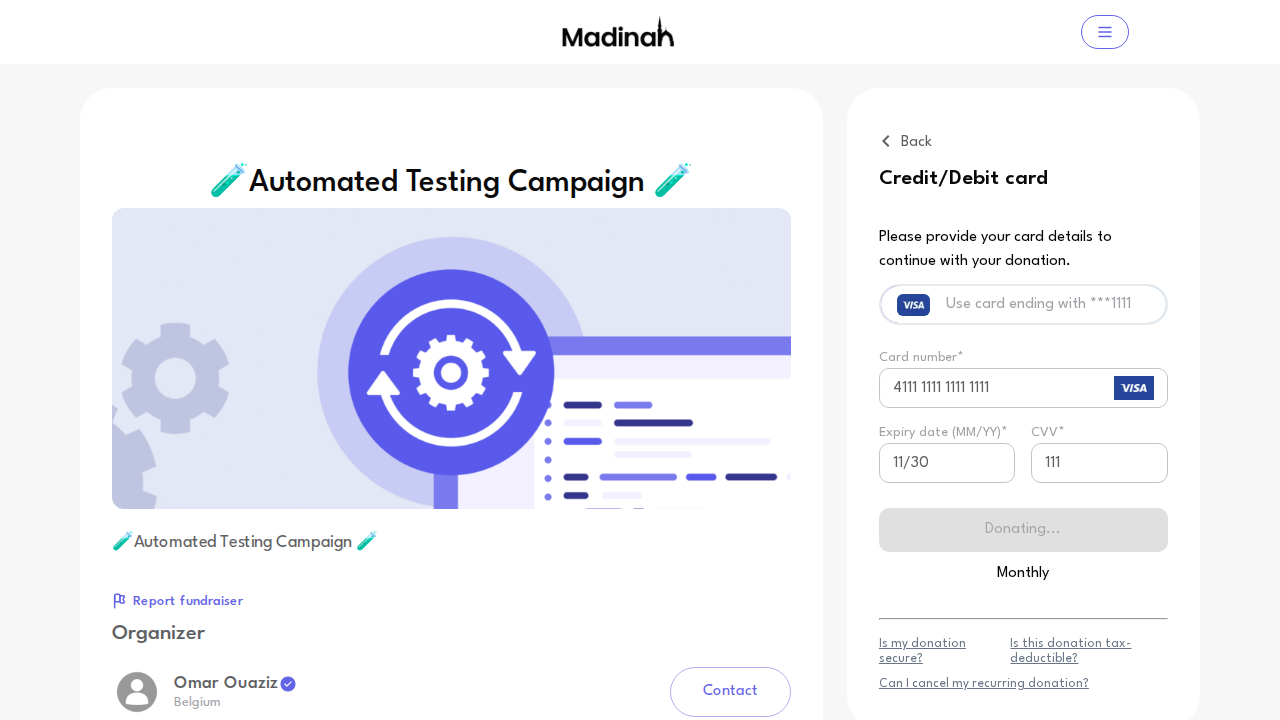 Madinah
🧪Automated Testing Campaign 🧪
🧪Automated Testing Campaign 🧪
Report fundraiser
Organizer
Omar Ouaziz
Belgium
Contact
Back
Credit/Debit card
Please provide your card details to
continue with your donation.
VISA Use card ending with ***1111
Card number*
4111 1111 1111 1111 VISA
Expiry date (MM/YY)* CVV*
11/30 111
Donating...
Monthly
Is my donation
secure?
Is this donation tax-
deductible?
Can I cancel my recurring donation?